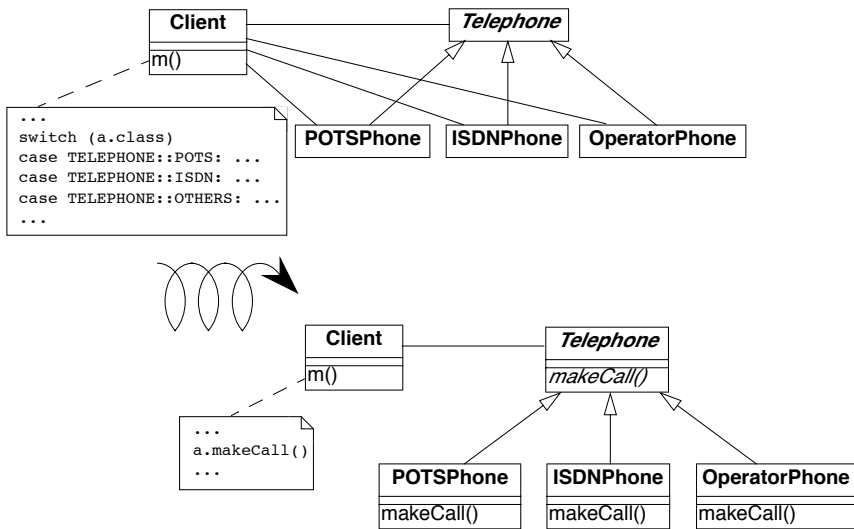 Client
Telephone
m()
...
switch (a.class)
case TELEPHONE::POTS: ...
case TELEPHONE::ISDN: ...
case TELEPHONE::OTHERS: ...
...
POTSPhone
ISDNPhone
OperatorPhone
Client
Telephone
m()
makeCall()
...
a.makeCall()
...
POTSPhone
ISDNPhone
OperatorPhone
makeCall()
makeCall()
makeCall()